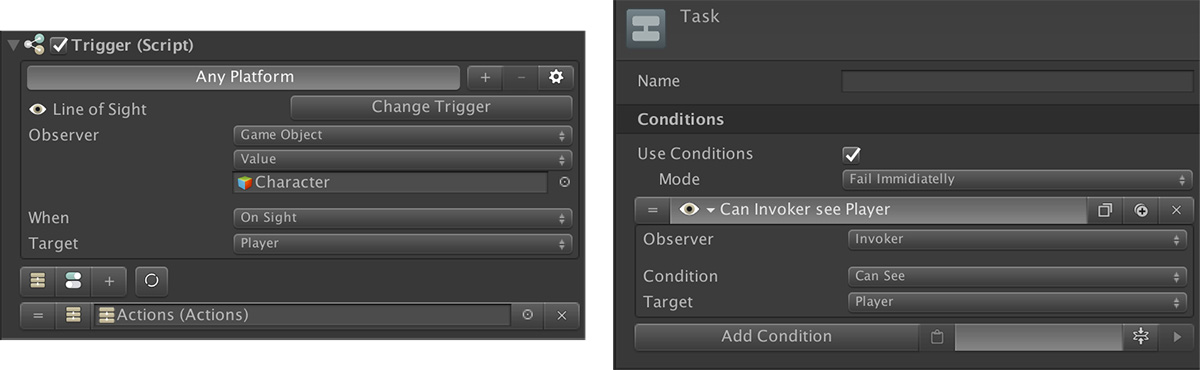 Trigger (Script)
Any Platform
Line of Sight
Change Trigger
Observer
Game Object
Value
Character
When
On Sight
Target
Player
Actions (Actions)
Task
Name
Conditions
Use Conditions
Mode
Fail Immidiatelly
Can Invoker see Player
Observer
Invoker
Condition
Can See
Target
Player
Add Condition